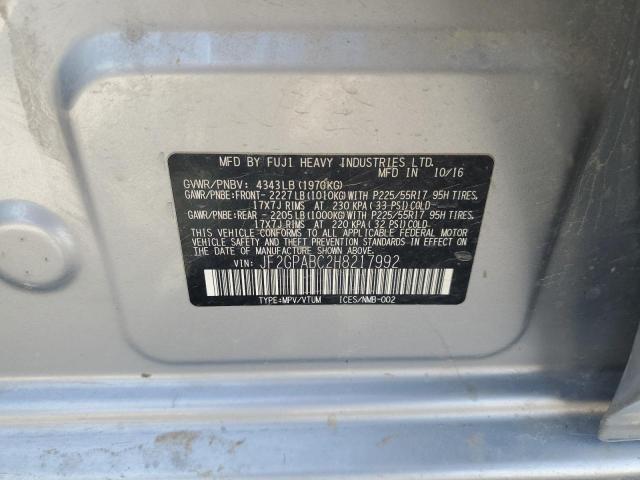 MFD BY FUJI HEAVY INDUSTRIES LTD.
MFD IN 10/16
GVWR/PNBV: 4343LB(1970KG)
GAWR/PNBE:FRONT- 2227LB(1010KG)WITH P225/55R17 95H TIRES,
17X7J RIMS AT 230 KPA (33 PSI)COLD
GAWR/PNBE:REAR - 2205LB(1000KG)WITH P225/55R17 95H TIRES,
17X7J RIMS AT 220 KPA (32 PSI)COLD
THIS VEHICLE CONFORMS TO ALL APPLICABLE FEDERAL MOTOR
VEHICLE SAFETY AND THEFT PREVENTION STANDARDS IN EFFECT
ON THE DATE OF MANUFACTURE SHOWN ABOVE.
VIN: JF2GPABC2H8217992
TYPE:MPV/VTUM ICES/NMB-002